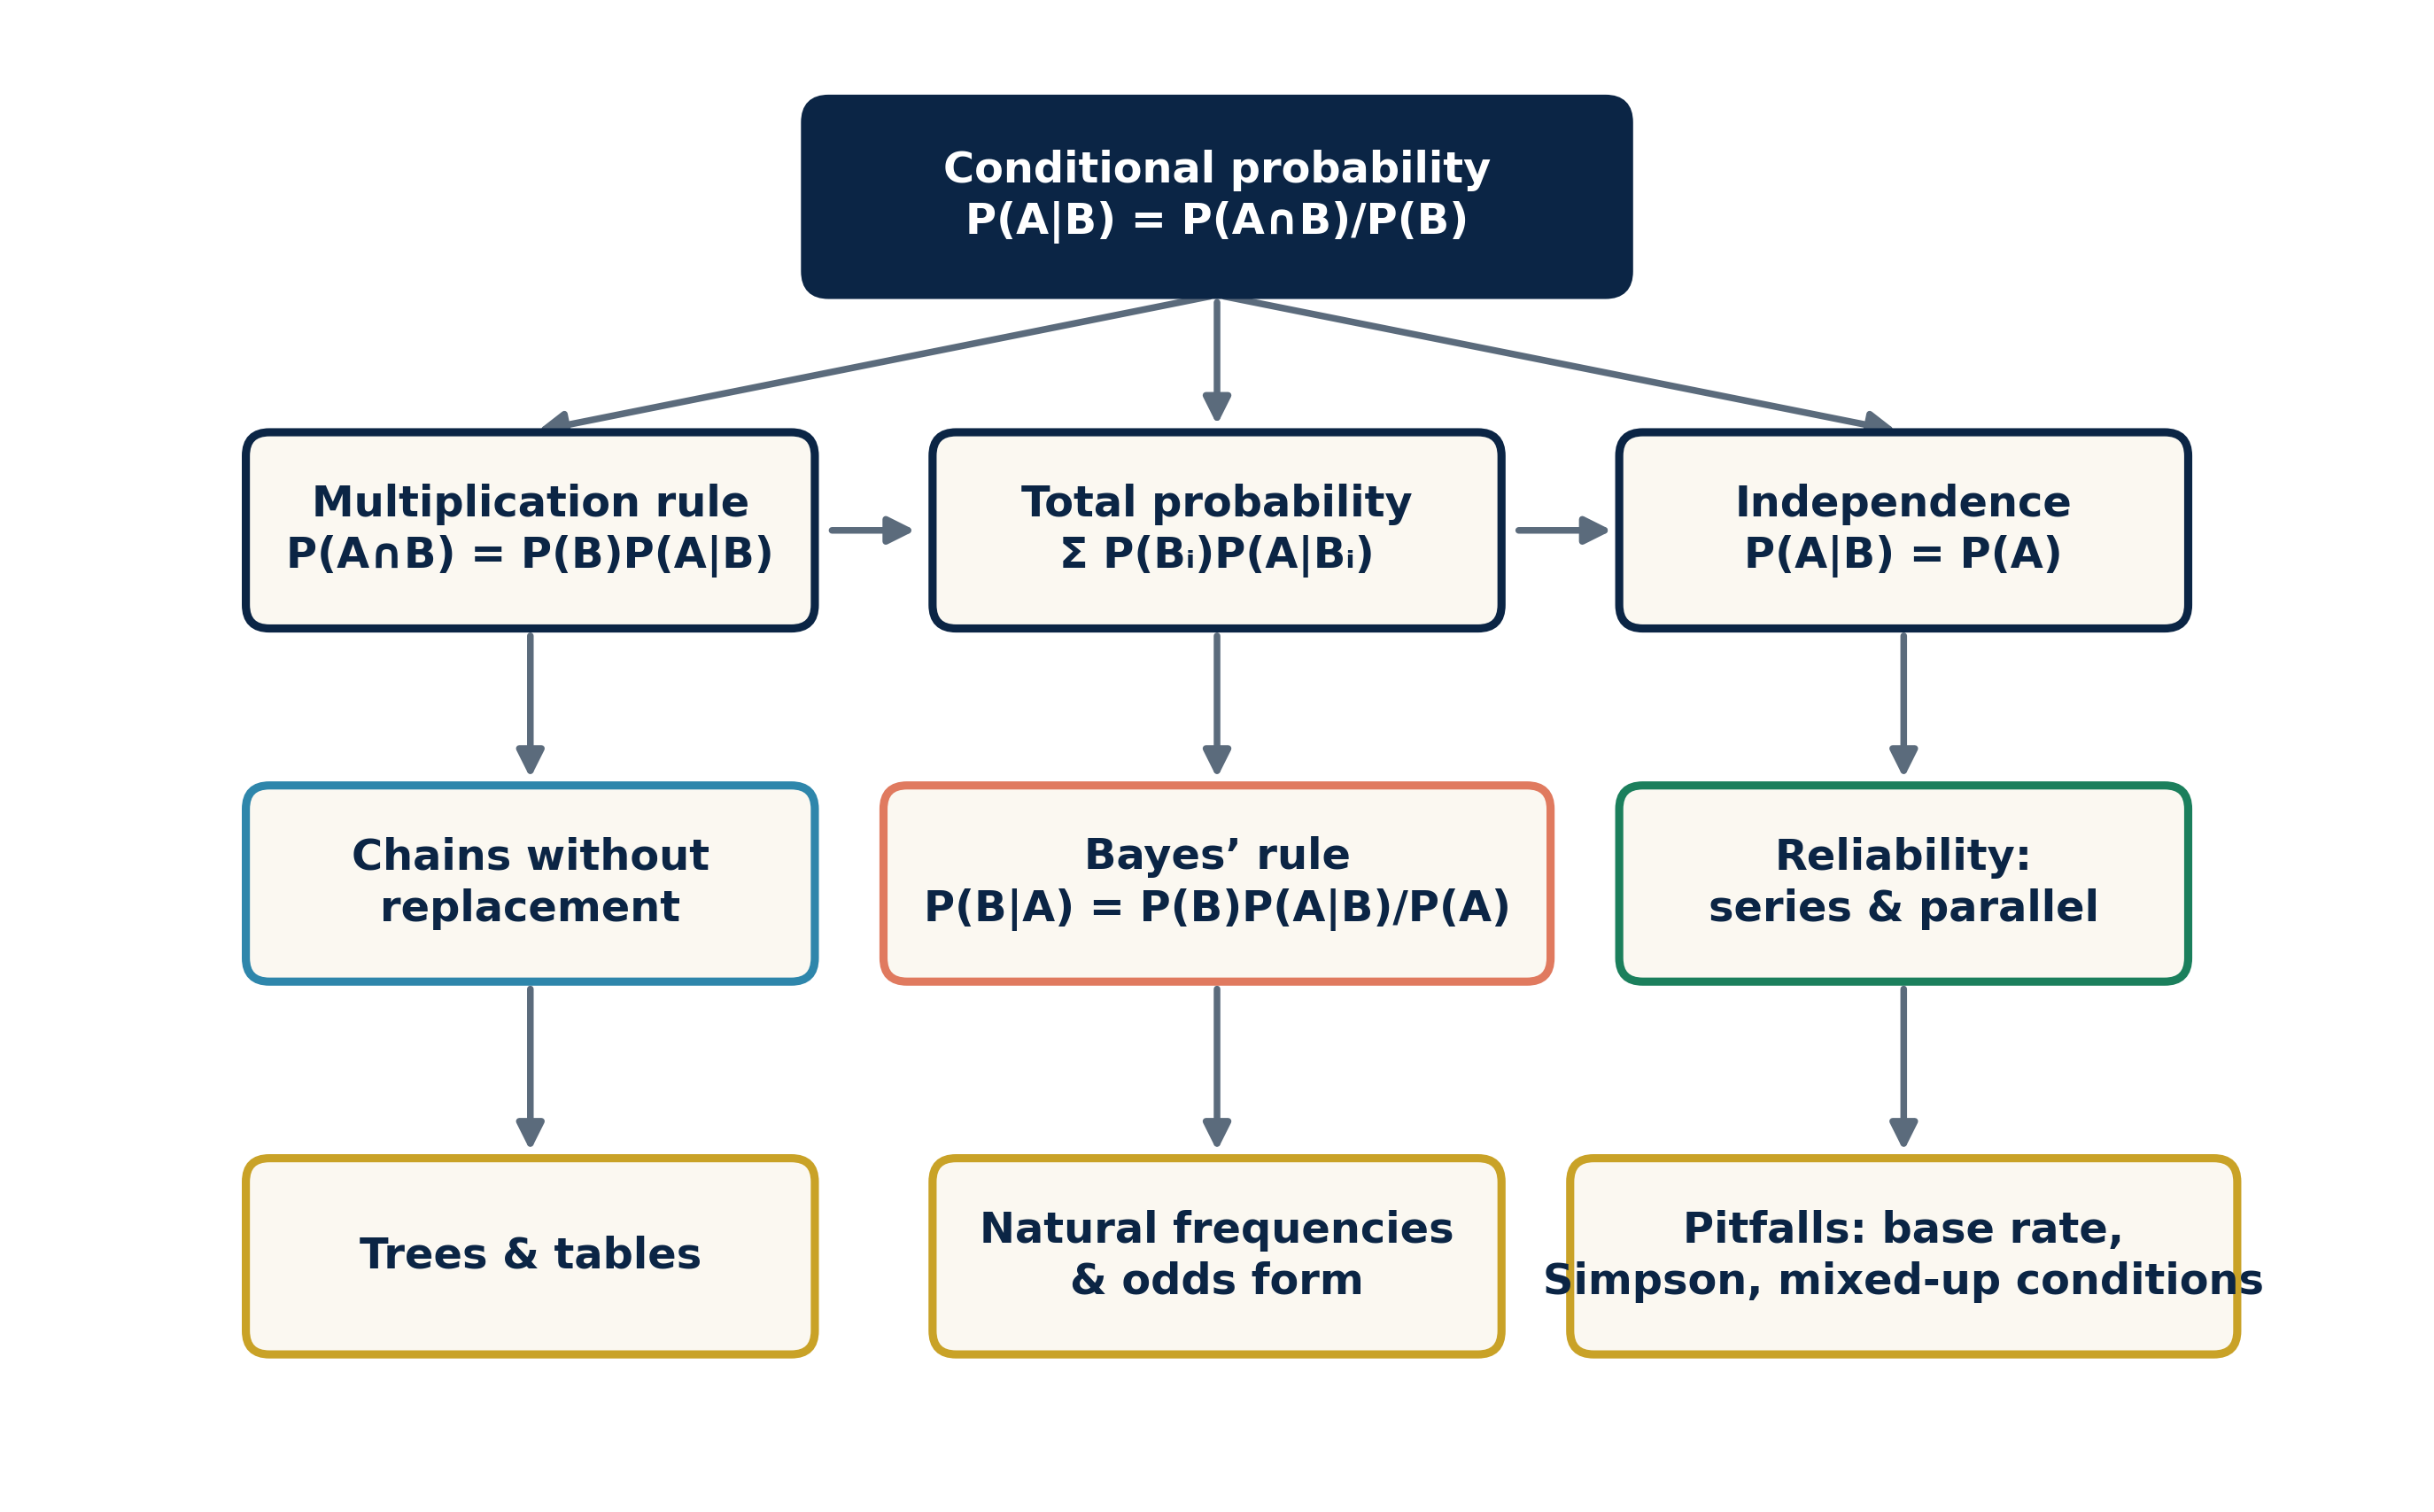 Conditional probability
P(A|B) = P(A∩B)/P(B)
Multiplication rule
P(A∩B) = P(B)P(A|B)
Total probability
Σ P(Bᵢ)P(A|Bᵢ)
Independence
P(A|B) = P(A)
Chains without
replacement
Bayes’ rule
P(B|A) = P(B)P(A|B)/P(A)
Reliability:
series & parallel
Trees & tables
Natural frequencies
& odds form
Pitfalls: base rate,
Simpson, mixed-up conditions